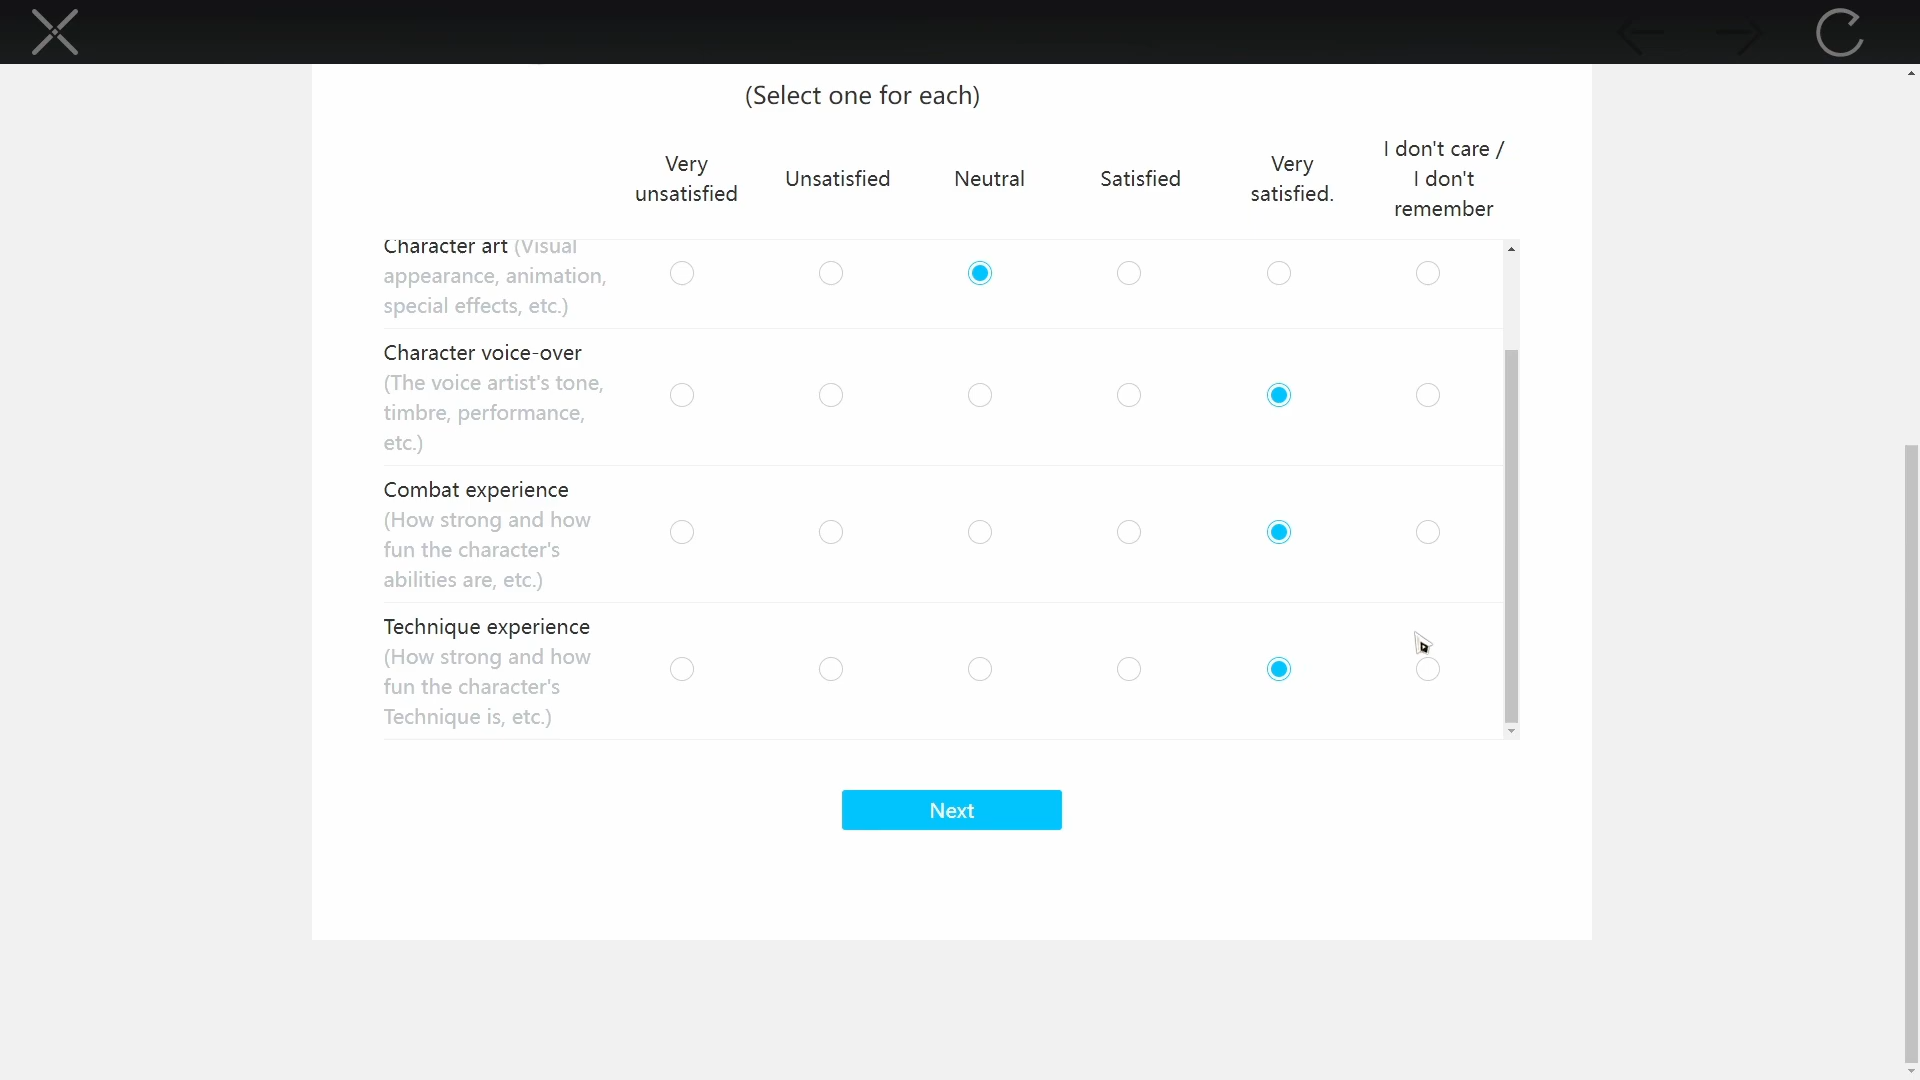 (Select one for each)
Very unsatisfied
Unsatisfied
Neutral
Satisfied
Very satisfied.
I don't care / I don't remember
Character art (Visual
appearance, animation,
special effects, etc.)
Character voice-over
(The voice artist's tone,
timbre, performance,
etc.)
Combat experience
(How strong and how
fun the character's
abilities are, etc.)
Technique experience
(How strong and how
fun the character's
Technique is, etc.)
Next